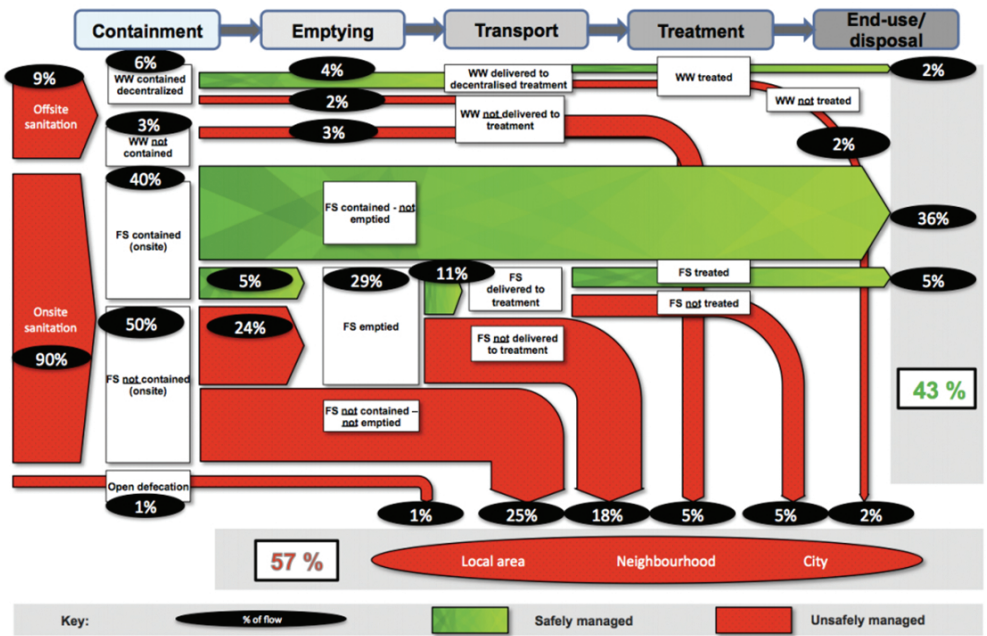 Containment
Emptying
Transport
Treatment
End-use/
disposal
9%
Offsite
sanitation
6%
WW contained
decentralized
4%
WW delivered to
decentralised treatment
WW treated
2%
2%
WW not delivered to
treatment
WW not treated
3%
WW not
contained
3%
2%
40%
FS contained
(onsite)
FS contained - not
emptied
36%
5%
29%
FS emptied
11%
FS
delivered to
treatment
FS treated
5%
FS not treated
Onsite
sanitation
90%
50%
FS not contained
(onsite)
24%
FS not delivered
to treatment
43 %
FS not contained –
not emptied
Open defecation
1%
1%
25%
18%
5%
5%
2%
57 %
Local area
Neighbourhood
City
Key:
% of flow
Safely managed
Unsafely managed